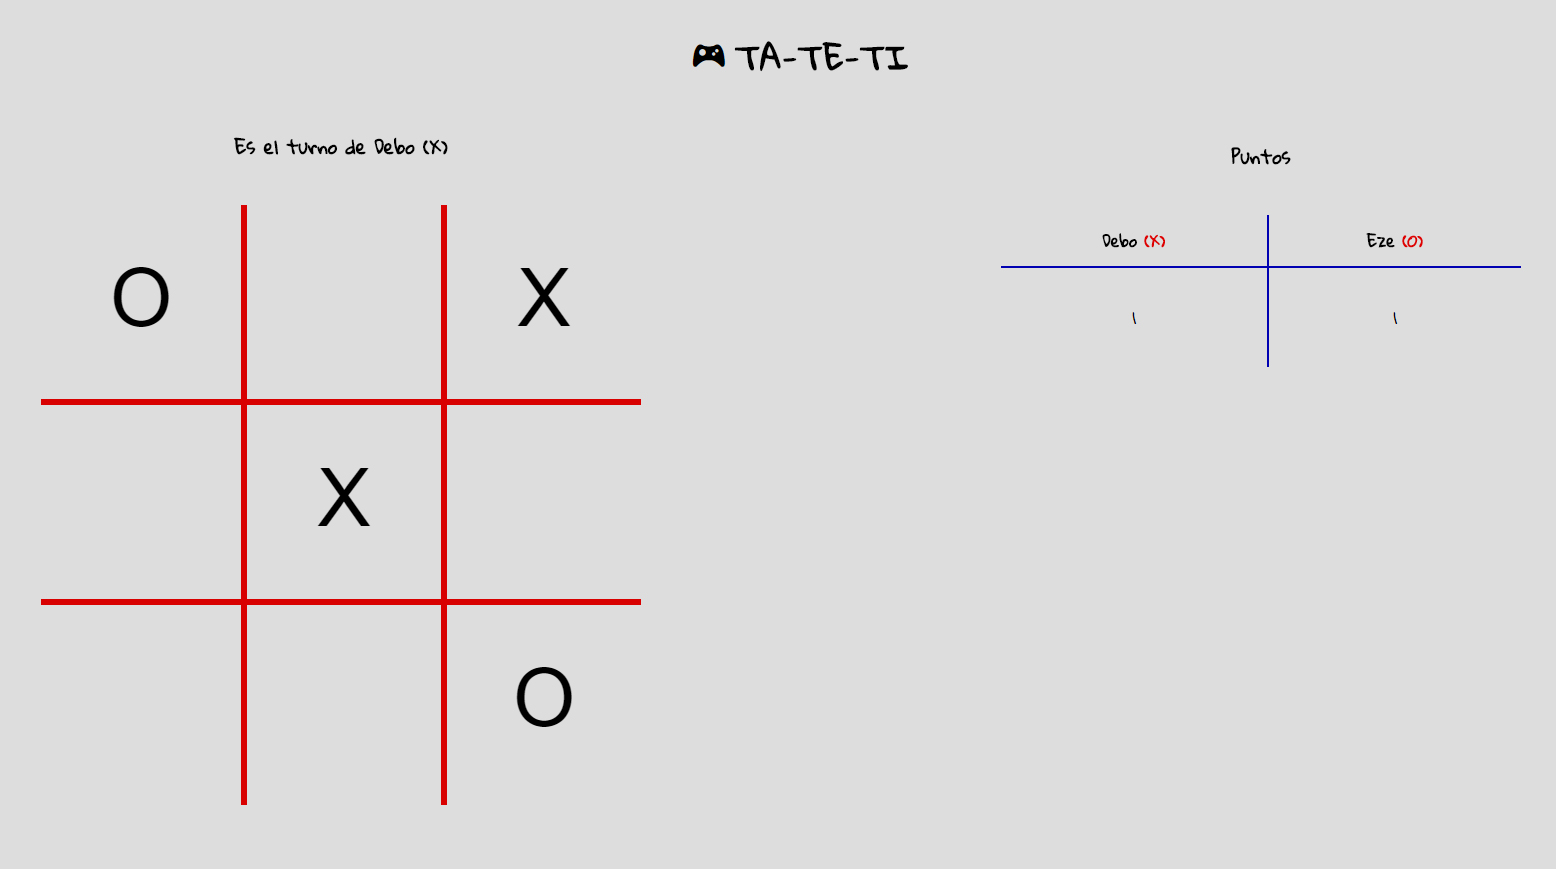 TA-TE-TI
Es el turno de Debo (X)
O X
X
O
Puntos
Debo (X) Eze (O)
1 1